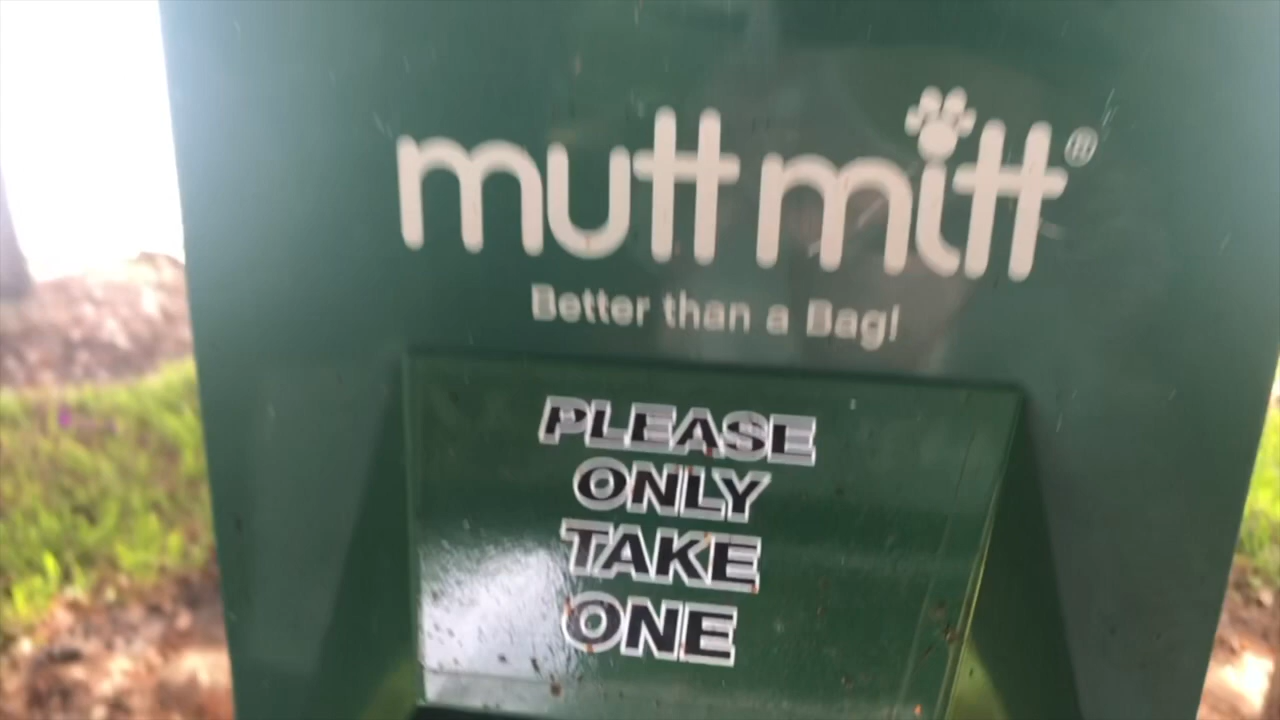 mutt mitt®
Better than a Bag!
PLEASE
ONLY
TAKE
ONE